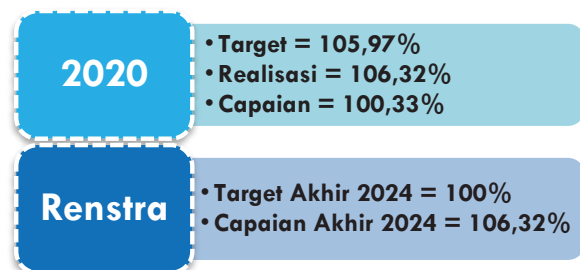 2020
• Target = 105,97%
• Realisasi = 106,32%
• Capaian = 100,33%
Renstra
• Target Akhir 2024 = 100%
• Capaian Akhir 2024 = 106,32%